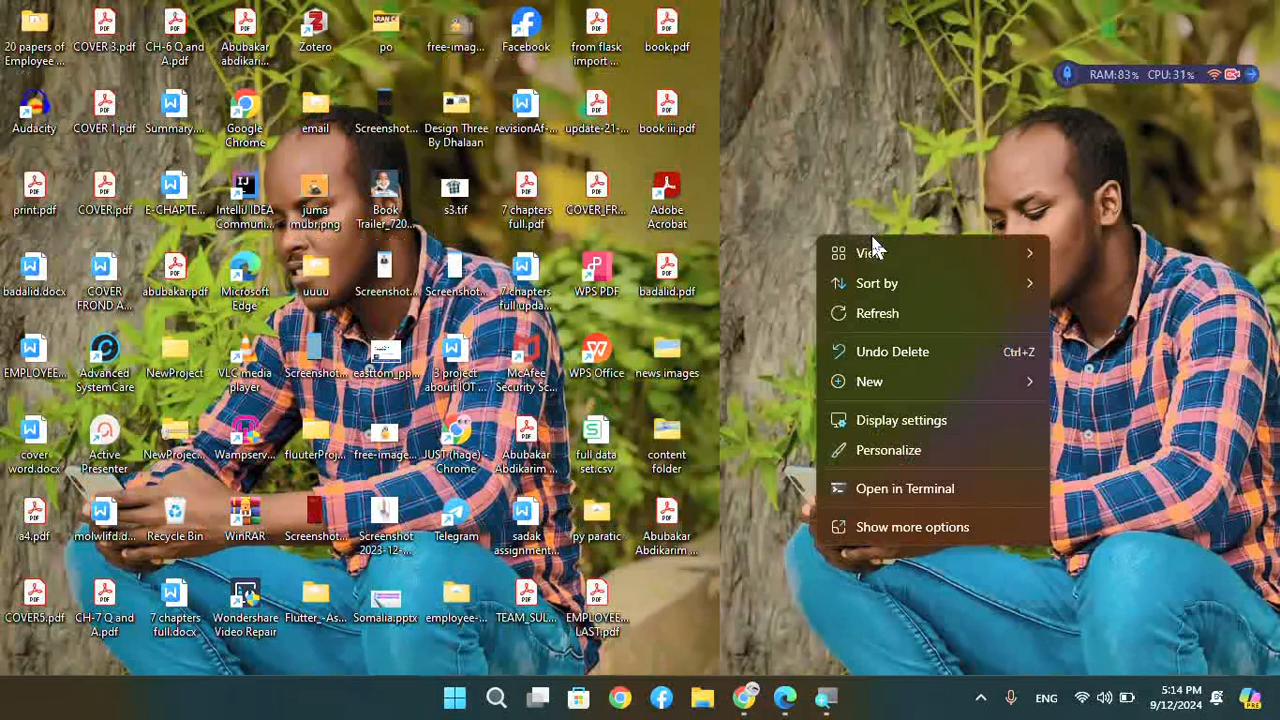 20 papers of
Employee ...
COVER 3.pdf
CH-6 Q and
A.pdf
Abubakar
abdikari...
Zotero
po
free-imag...
Facebook
from flask
import ...
book.pdf
RAM:83% CPU:31%
Audacity
COVER 1.pdf
Summary....
Google
Chrome
email
Screenshot...
Design Three
By Dhalaan
revisionAf-...
update-21-...
book iii.pdf
print.pdf
COVER.pdf
E-CHAPTE...
IntelliJ IDEA
Communi...
juma
mubr.png
Book
Trailer_720...
s3.tif
7 chapters
full.pdf
COVER_FR...
Adobe
Acrobat
badalid.docx
COVER
FROND A...
abubakar.pdf
Microsoft
Edge
uuuu
Screenshot...
Screenshot...
7 chapters
full upda...
WPS PDF
badalid.pdf
EMPLOYEE...
Advanced
SystemCare
NewProject
VLC media
player
Screenshot...
easttom_pp...
3 project
abouit IOT ...
McAfee
Security Sc...
WPS Office
news images
cover
word.docx
Active
Presenter
NewProjec...
Wampserv...
fluuterProj...
free-image...
JUST (hage) -
Chrome
Abubakar
Abdikarim ...
full data
set.csv
content
folder
a4.pdf
molwlifd.d...
Recycle Bin
WinRAR
Screenshot...
Screenshot
2023-12-...
Telegram
sadak
assignment...
py paratic
Abubakar
Abdikarim ...
COVER5.pdf
CH-7 Q and
A.pdf
7 chapters
full.docx
Wondershare
Video Repair
Flutter_-As...
Somalia.pptx
employee-...
TEAM_SUL...
EMPLOYEE...
LAST.pdf
Sort by
Refresh
Undo Delete Ctrl+Z
New
Display settings
Personalize
Open in Terminal
Show more options
ENG
5:14 PM
9/12/2024
PRE